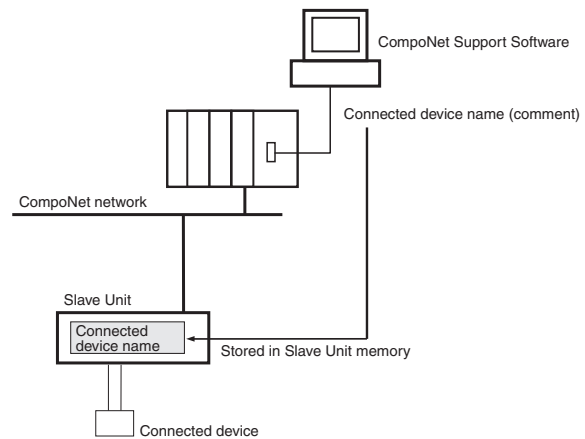 CompoNet Support Software
Connected device name (comment)
CompoNet network
Slave Unit
Connected
device name
Stored in Slave Unit memory
Connected device